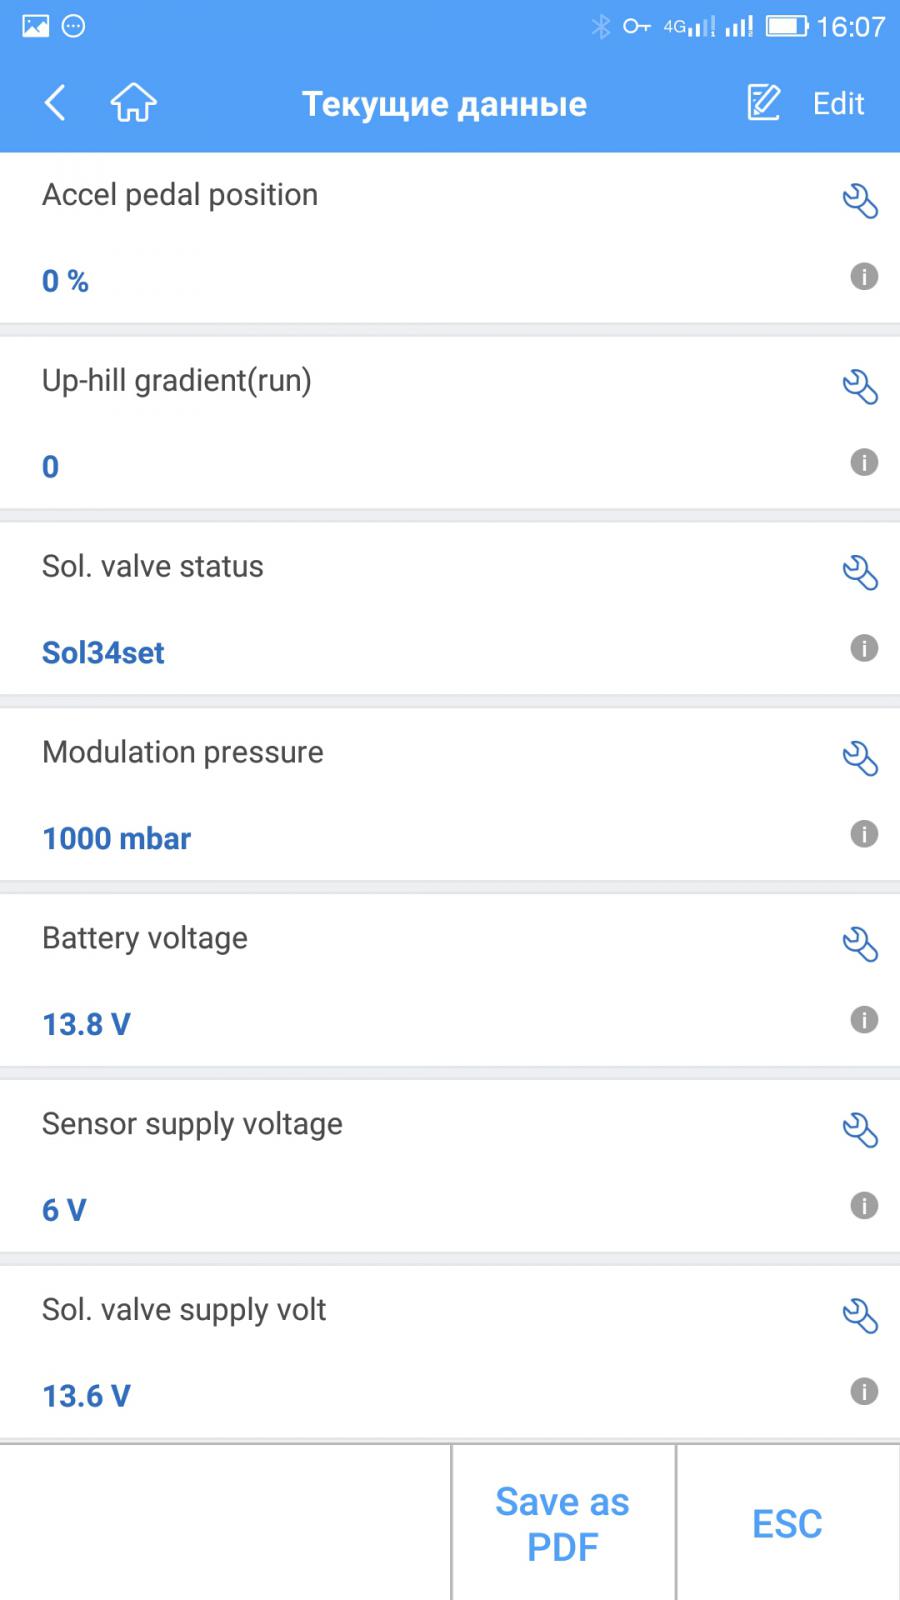 4G 16:07
Текущие данные Edit
Accel pedal position
0 %
Up-hill gradient(run)
0
Sol. valve status
Sol34set
Modulation pressure
1000 mbar
Battery voltage
13.8 V
Sensor supply voltage
6 V
Sol. valve supply volt
13.6 V
Save as
PDF
ESC